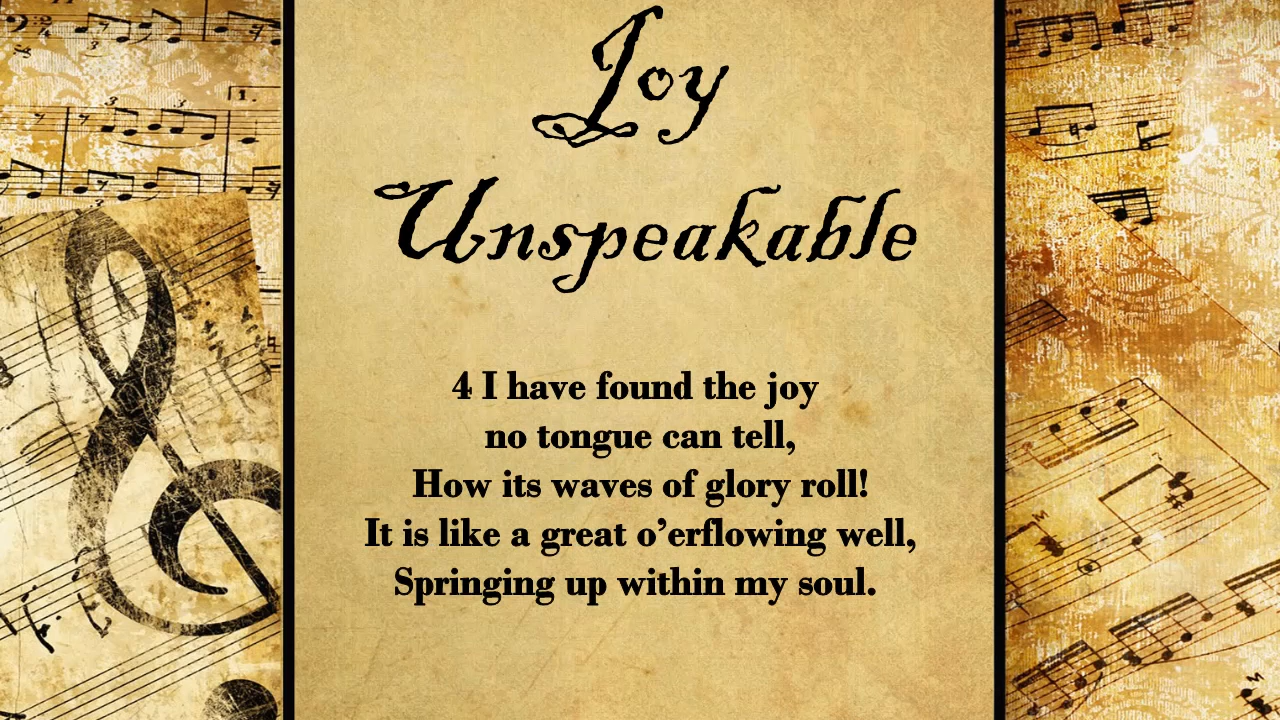 Joy
Unspeakable
4 I have found the joy
no tongue can tell,
How its waves of glory roll!
It is like a great o’erflowing well,
Springing up within my soul.